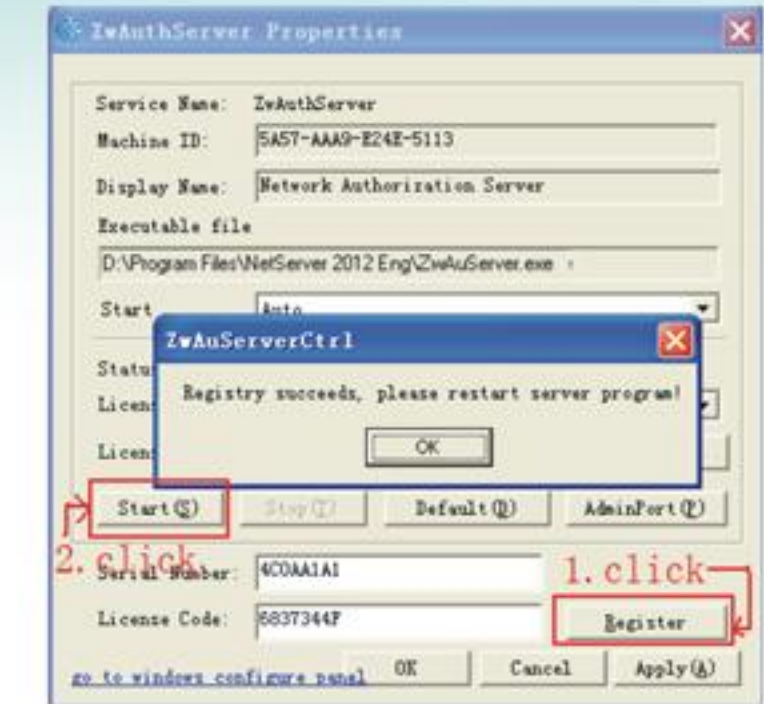 ZwAuthServer Properties
Service Name: ZwAuthServer
Machine ID: 5A57-AAA9-E24E-5113
Display Name: Network Authorization Server
Executable file
D:\Program Files\NetServer 2012 Eng\ZwAuServer.exe
Start Auto
ZwAuServerCtrl
Statu
Registry succeeds, please restart server program!
Licen
OK
Licen
Start(S) Stop(T) Default(D) AdminPort(P)
2. click
1. click
Serial Number: 4C0AA1A1
License Code: 6837344F Register
go to windows configure panel OK Cancel Apply(A)